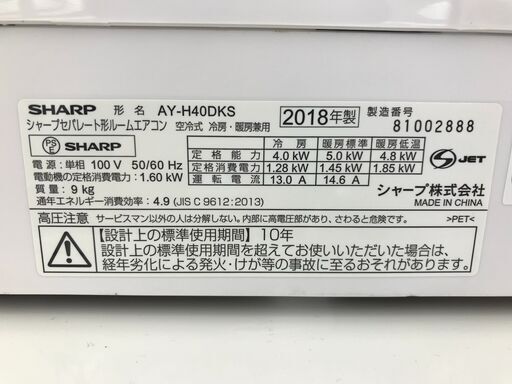 SHARP 形名 AY-H40DKS 2018年製 製造番号
シャープセパレート形ルームエアコン 空冷式 冷房・暖房兼用 81002888
PSE SHARP 冷房 暖房標準 暖房低温
定格能力 4.0 kW 5.0 kW 4.8 kW
電源:単相 100 V 50/60 Hz 定格消費電力 1.28 kW 1.45 kW 1.85 kW S JET
電動機の定格消費電力:1.60 kW 運転電流 13.0 A 14.6 A
質量:9 kg シャープ株式会社
通年エネルギー消費効率:4.9 (JIS C 9612:2013) MADE IN CHINA
高圧注意 サービスマン以外の人は分解しない。内部に高電圧部があり、さわると危険です。 >PET<
【設計上の標準使用期間】10年
設計上の標準使用期間を超えてお使いいただいた場合は、
経年劣化による発火・けが等の事故に至るおそれがあります。